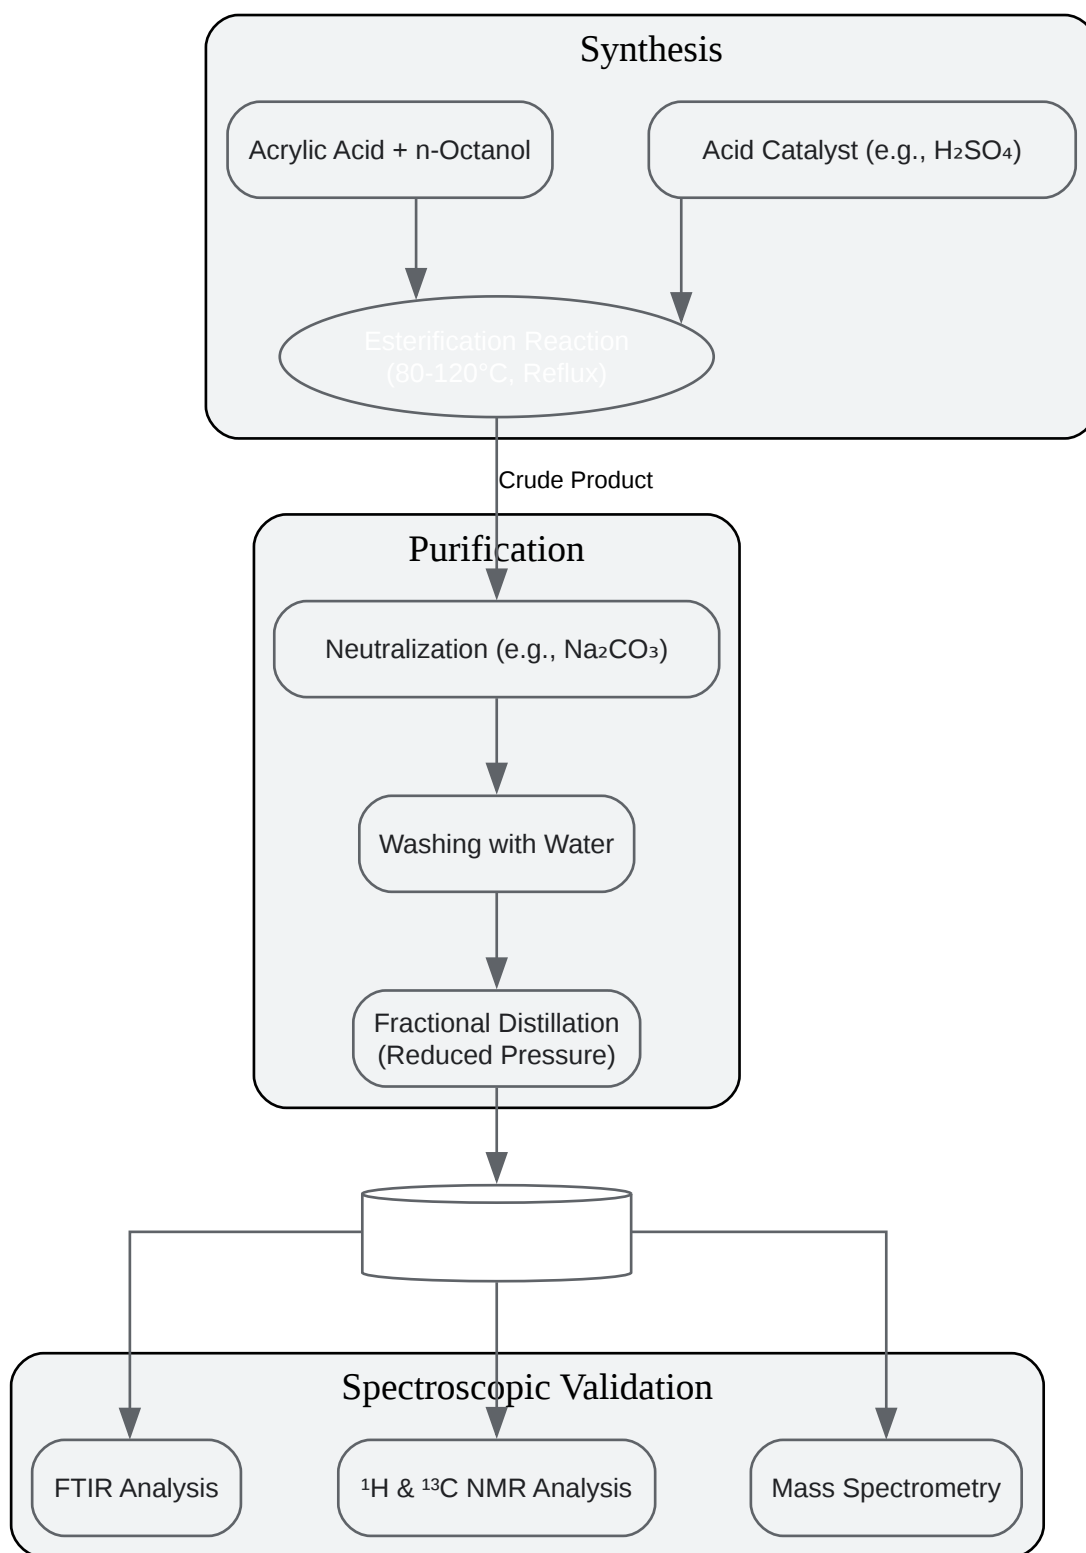 Synthesis
Acrylic Acid + n-Octanol
Acid Catalyst (e.g., H₂SO₄)
Esterification Reaction
(80-120°C, Reflux)
Crude Product
Purification
Neutralization (e.g., Na₂CO₃)
Washing with Water
Fractional Distillation
(Reduced Pressure)
Spectroscopic Validation
FTIR Analysis
¹H & ¹³C NMR Analysis
Mass Spectrometry